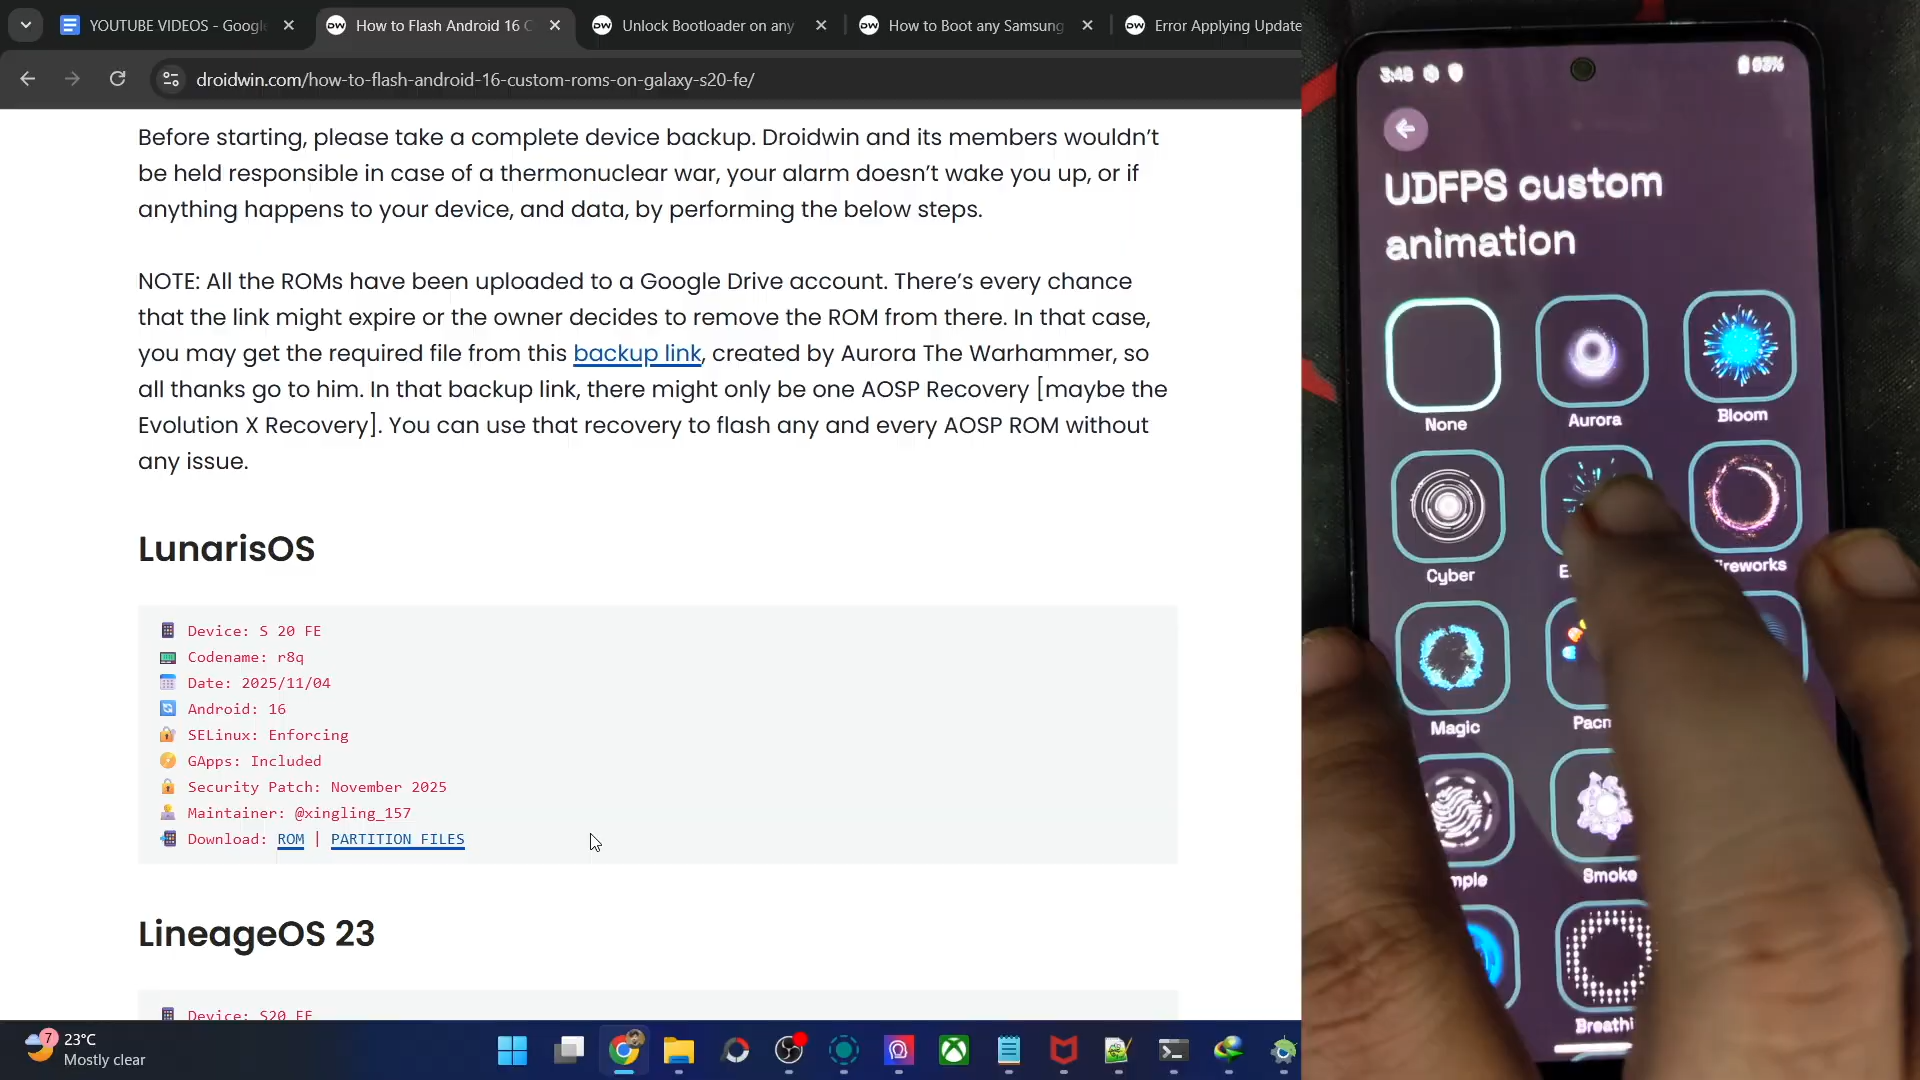 YOUTUBE VIDEOS - Google
How to Flash Android 16 C
Unlock Bootloader on any
How to Boot any Samsung
Error Applying Update
droidwin.com/how-to-flash-android-16-custom-roms-on-galaxy-s20-fe/
Before starting, please take a complete device backup. Droidwin and its members wouldn't
be held responsible in case of a thermonuclear war, your alarm doesn't wake you up, or if
anything happens to your device, and data, by performing the below steps.
NOTE: All the ROMs have been uploaded to a Google Drive account. There's every chance
that the link might expire or the owner decides to remove the ROM from there. In that case,
you may get the required file from this backup link, created by Aurora The Warhammer, so
all thanks go to him. In that backup link, there might only be one AOSP Recovery [maybe the
Evolution X Recovery]. You can use that recovery to flash any and every AOSP ROM without
any issue.
LunarisOS
Device: S 20 FE
Codename: r8q
Date: 2025/11/04
Android: 16
SELinux: Enforcing
GApps: Included
Security Patch: November 2025
Maintainer: @xingling_157
Download: ROM | PARTITION FILES
LineageOS 23
Device: S20 FE
7
23°C
Mostly clear
3:48
93%
UDFPS custom
animation
None
Aurora
Bloom
Cyber
E
ireworks
Magic
Pacn
mple
Smoke
Breathi